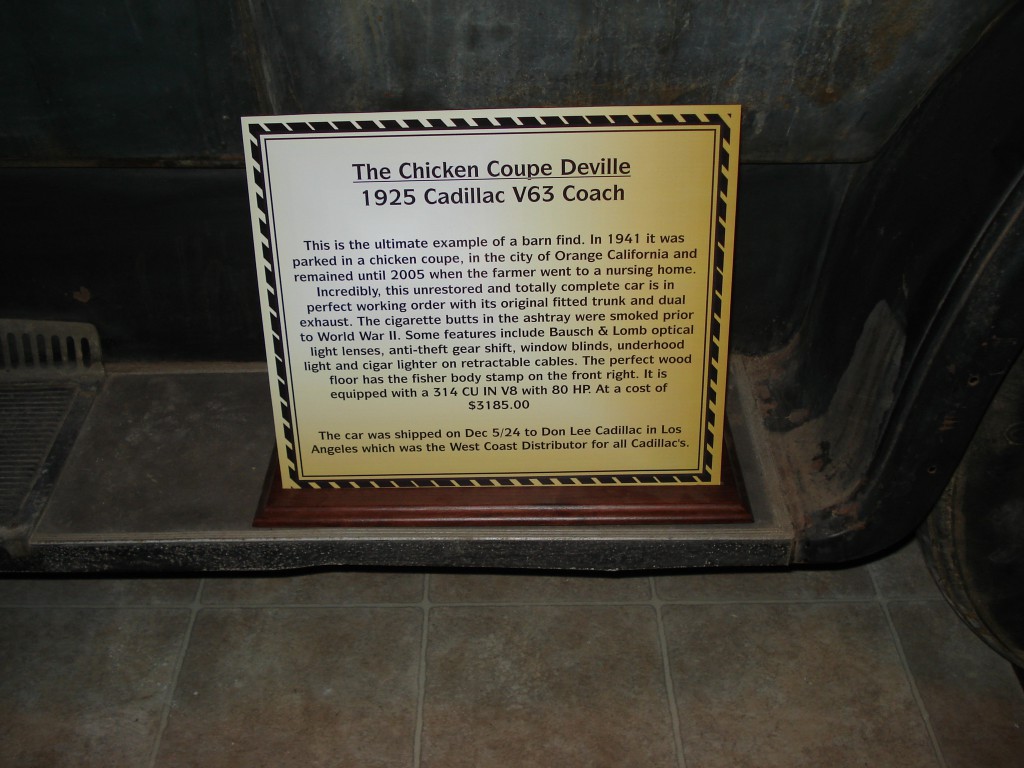 The Chicken Coupe Deville
1925 Cadillac V63 Coach
This is the ultimate example of a barn find. In 1941 it was
parked in a chicken coupe, in the city of Orange California and
remained until 2005 when the farmer went to a nursing home.
Incredibly, this unrestored and totally complete car is in
perfect working order with its original fitted trunk and dual
exhaust. The cigarette butts in the ashtray were smoked prior
to World War II. Some features include Bausch & Lomb optical
light lenses, anti-theft gear shift, window blinds, underhood
light and cigar lighter on retractable cables. The perfect wood
floor has the fisher body stamp on the front right. It is
equipped with a 314 CU IN V8 with 80 HP. At a cost of
$3185.00
The car was shipped on Dec 5/24 to Don Lee Cadillac in Los
Angeles which was the West Coast Distributor for all Cadillac's.